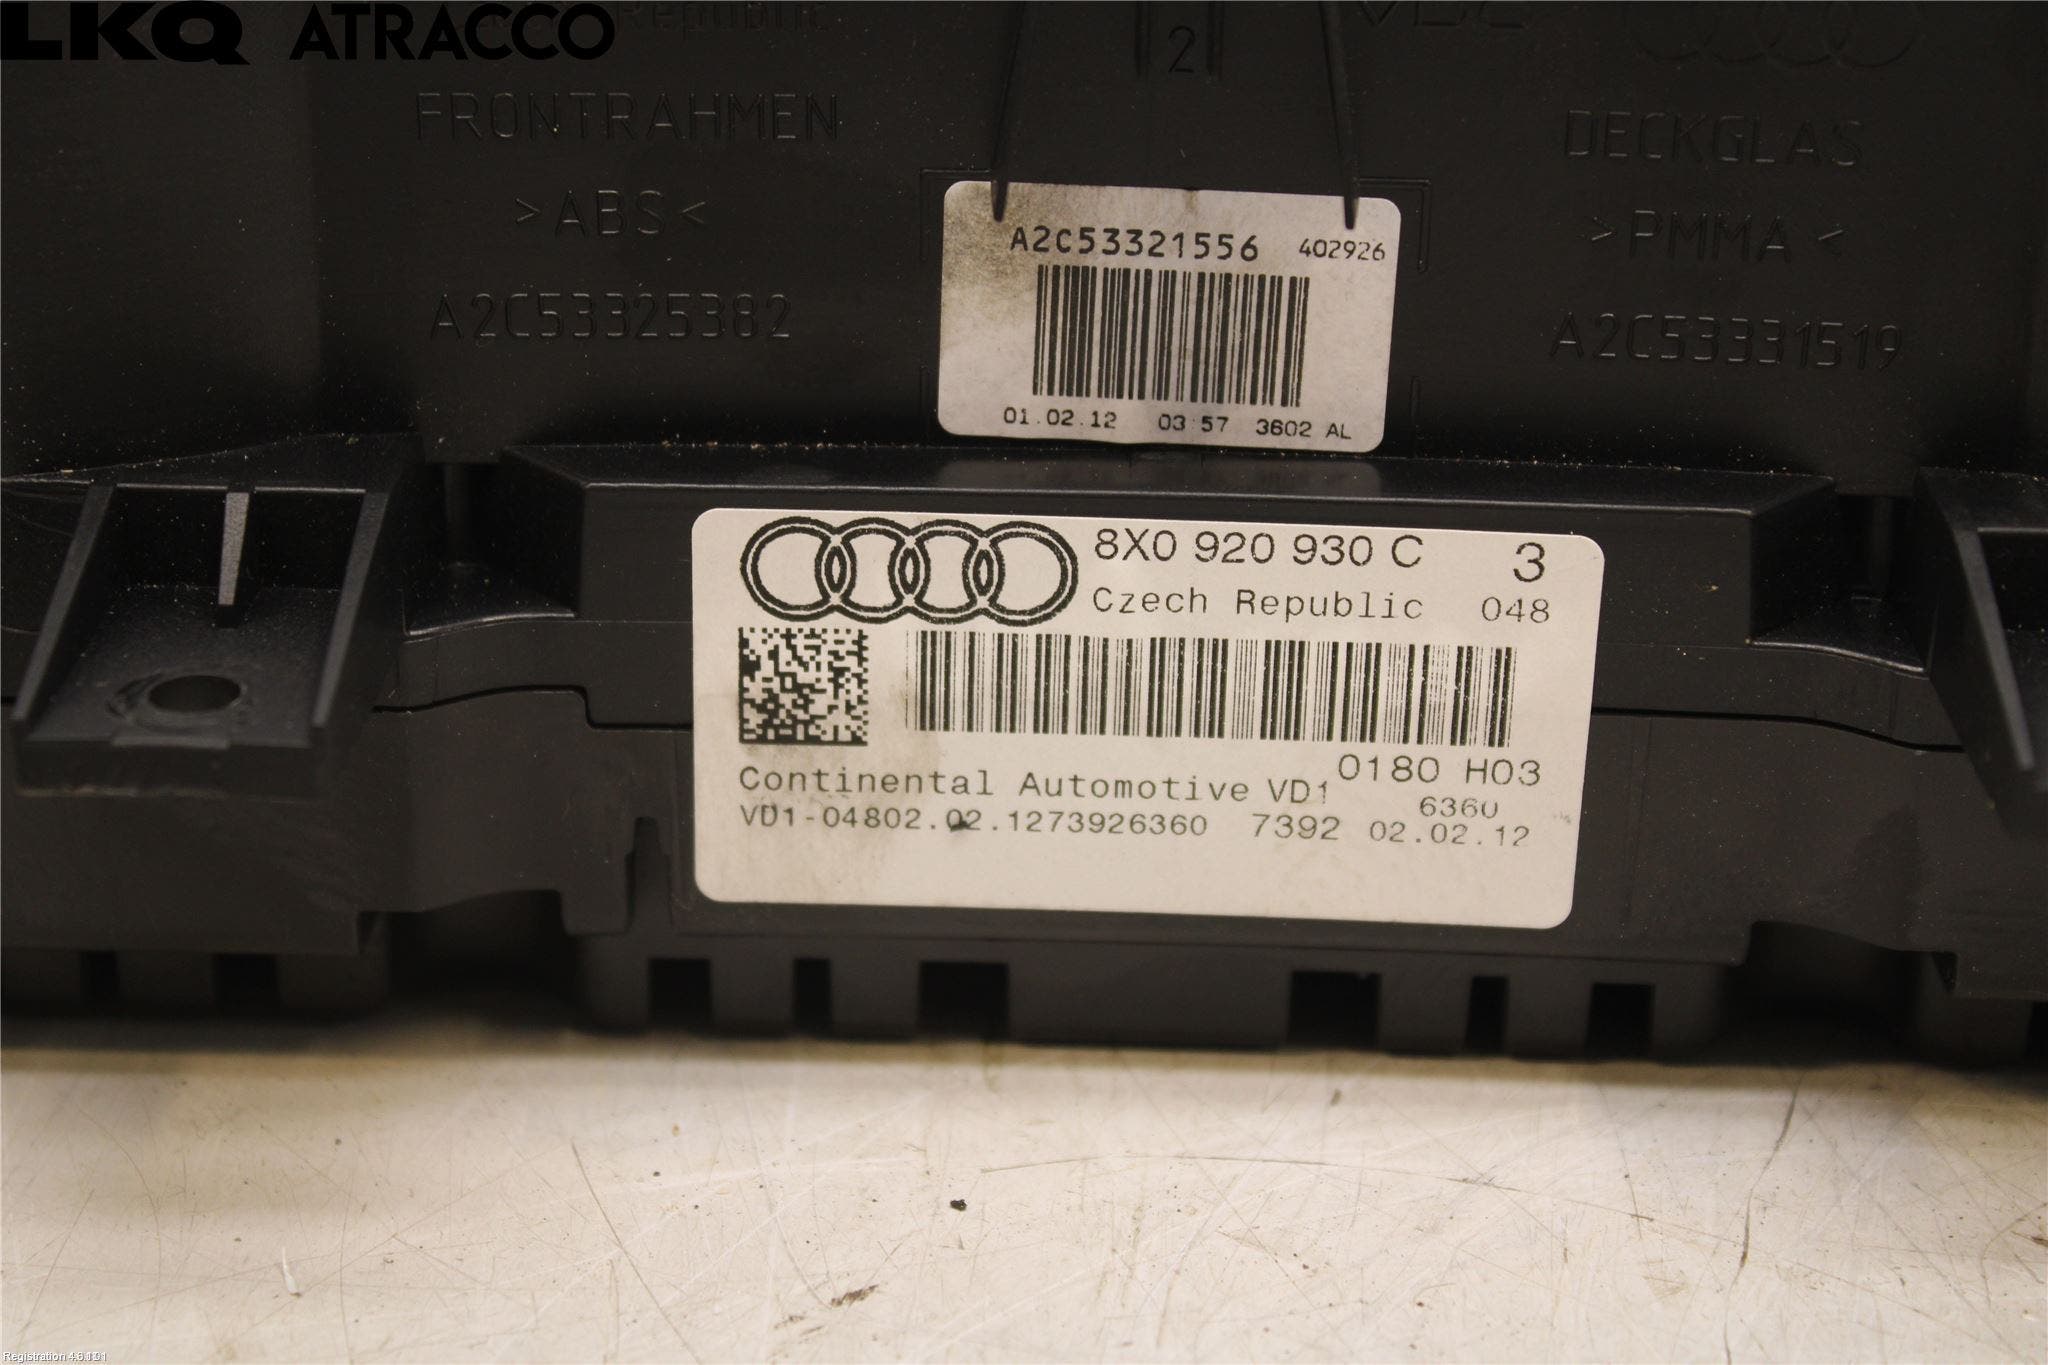 LKQ ATRACCO
Republic
2
FRONTRAHMEN
>ABS<
A2C53325382
DECKGLAS
>PMMA<
A2C53331519
A2C53321556 402926
01.02.12 03:57 3602 AL
8X0 920 930 C 3
Czech Republic 048
0180 H03
Continental Automotive VD1 6360
VD1-04802.02.1273926360 7392 02.02.12